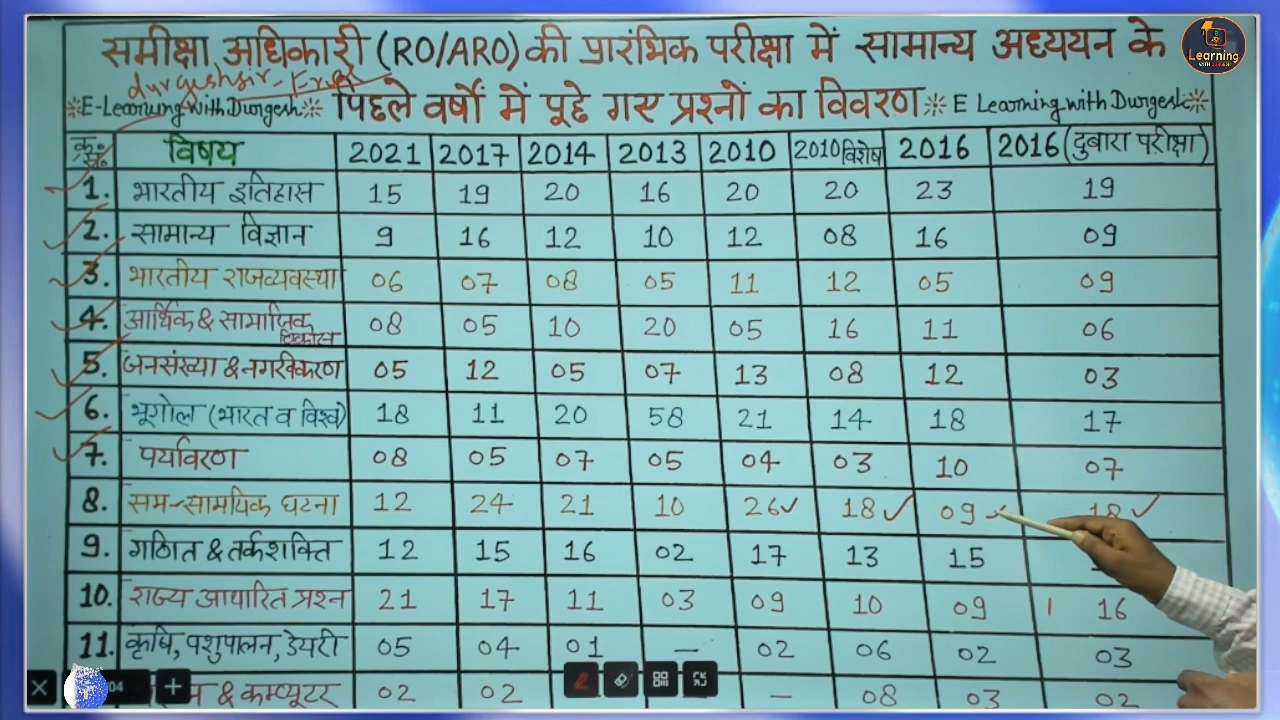 समीक्षा अधिकारी (RO/ARO) की प्रारंभिक परीक्षा में सामान्य अध्ययन के
E-Learning with Durgesh पिछले वर्षों में पूछे गए प्रश्नों का विवरण E Learning with Durgesh
Learning
WITH DURGESH
क्र. सं. विषय 2021 2017 2014 2013 2010 2010 विशेष 2016 2016 (दुबारा परीक्षा)
1. भारतीय इतिहास 15 19 20 16 20 20 23 19
2. सामान्य विज्ञान 9 16 12 10 12 08 16 09
3. भारतीय राजव्यवस्था 06 07 08 05 11 12 05 09
4. आर्थिक & सामाजिक विकास 08 05 10 20 05 16 11 06
5. जनसंख्या & नगरीकरण 05 12 05 07 13 08 12 03
6. भूगोल (भारत व विश्व) 18 11 20 58 21 14 18 17
7. पर्यावरण 08 05 07 05 04 03 10 07
8. सम-सामयिक घटना 12 24 21 10 26 18 09 18
9. गणित & तर्कशक्ति 12 15 16 02 17 13 15
10. राज्य आधारित प्रश्न 21 17 11 03 09 10 09 16
11. कृषि, पशुपालन, डेयरी 05 04 01 — 02 06 02 03
& कम्प्यूटर 02 02 — 08 03 02